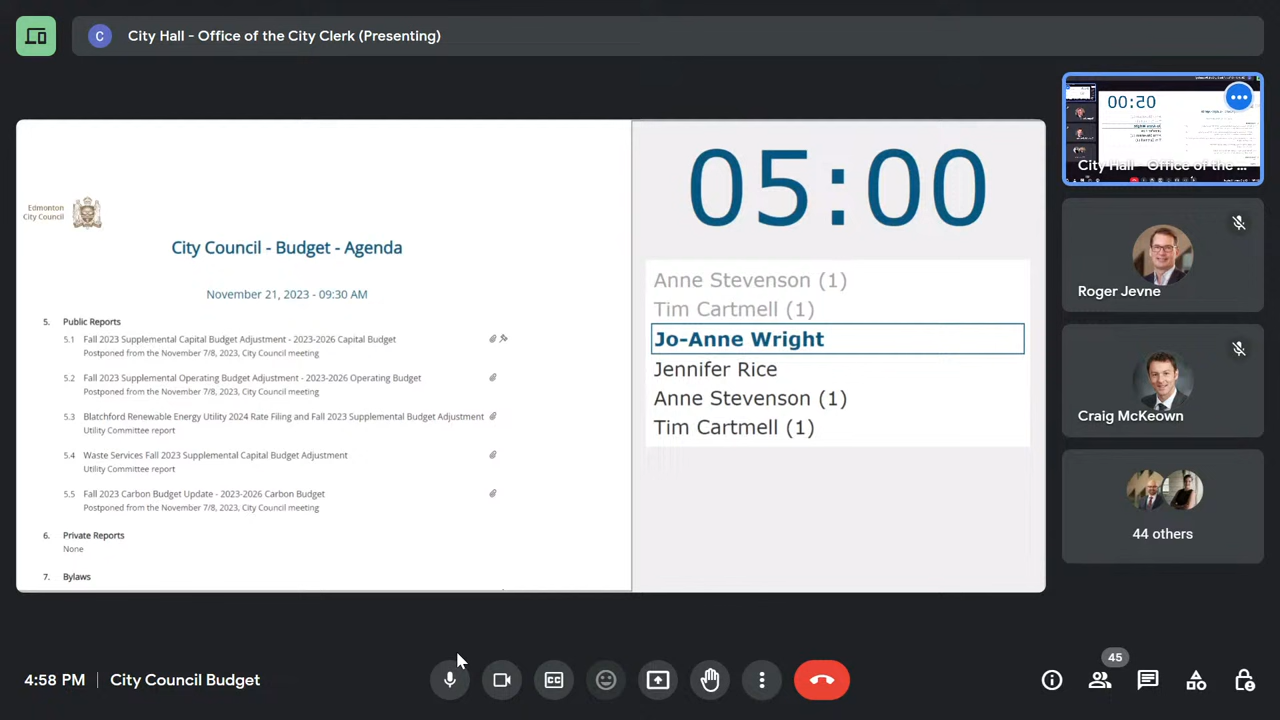 C
City Hall - Office of the City Clerk (Presenting)
Edmonton
City Council
City Council - Budget - Agenda
November 21, 2023 - 09:30 AM
5. Public Reports
5.1 Fall 2023 Supplemental Capital Budget Adjustment - 2023-2026 Capital Budget
Postponed from the November 7/8, 2023, City Council meeting
5.2 Fall 2023 Supplemental Operating Budget Adjustment - 2023-2026 Operating Budget
Postponed from the November 7/8, 2023, City Council meeting
5.3 Blatchford Renewable Energy Utility 2024 Rate Filing and Fall 2023 Supplemental Budget Adjustment
Utility Committee report
5.4 Waste Services Fall 2023 Supplemental Capital Budget Adjustment
Utility Committee report
5.5 Fall 2023 Carbon Budget Update - 2023-2026 Carbon Budget
Postponed from the November 7/8, 2023, City Council meeting
6. Private Reports
None
7. Bylaws
05:00
Anne Stevenson (1)
Tim Cartmell (1)
Jo-Anne Wright
Jennifer Rice
Anne Stevenson (1)
Tim Cartmell (1)
05:00
City Hall - Office of the ...
Roger Jevne
Craig McKeown
44 others
4:58 PM | City Council Budget
45